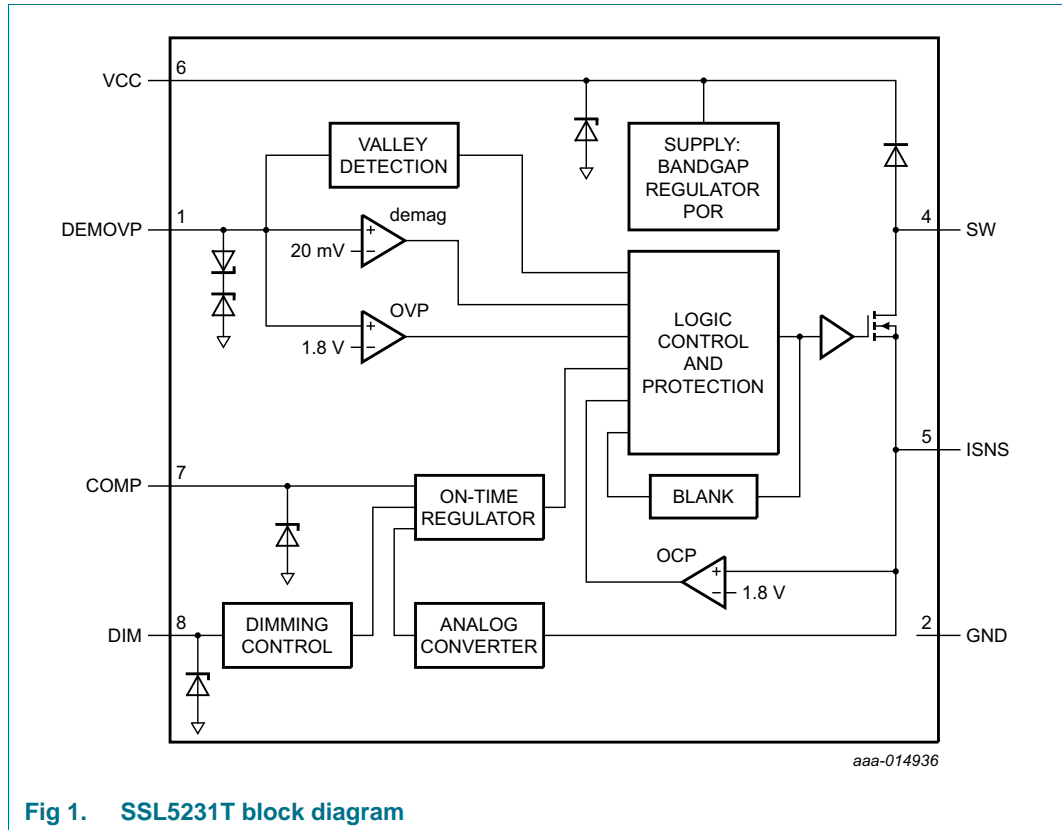 6
VCC
VALLEY
DETECTION
SUPPLY:
BANDGAP
REGULATOR
POR
1
DEMOVP
demag
+
20 mV
−
4
SW
OVP
+
1.8 V
−
LOGIC
CONTROL
AND
PROTECTION
5
ISNS
7
COMP
ON-TIME
REGULATOR
BLANK
OCP
+
−
1.8 V
8
DIM
DIMMING
CONTROL
ANALOG
CONVERTER
2
GND
aaa-014936
Fig 1. SSL5231T block diagram